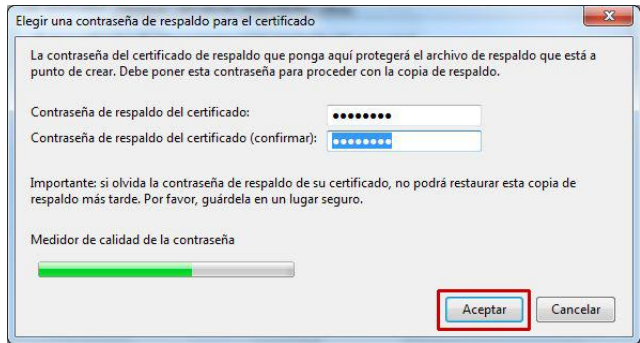 Elegir una contraseña de respaldo para el certificado
La contraseña del certificado de respaldo que ponga aquí protegerá el archivo de respaldo que está a
punto de crear. Debe poner esta contraseña para proceder con la copia de respaldo.
Contraseña de respaldo del certificado: ●●●●●●●●
Contraseña de respaldo del certificado (confirmar): ●●●●●●●●
Importante: si olvida la contraseña de respaldo de su certificado, no podrá restaurar esta copia de
respaldo más tarde. Por favor, guárdela en un lugar seguro.
Medidor de calidad de la contraseña
Aceptar Cancelar